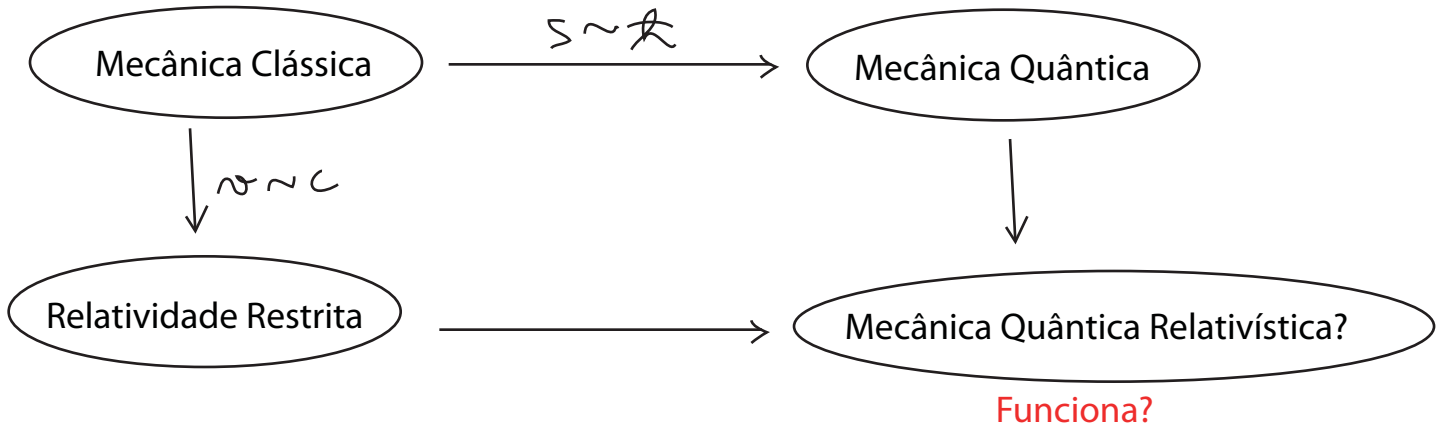 Mecânica Clássica
S ~ ħ
Mecânica Quântica
v ~ c
Relatividade Restrita
Mecânica Quântica Relativística?
Funciona?